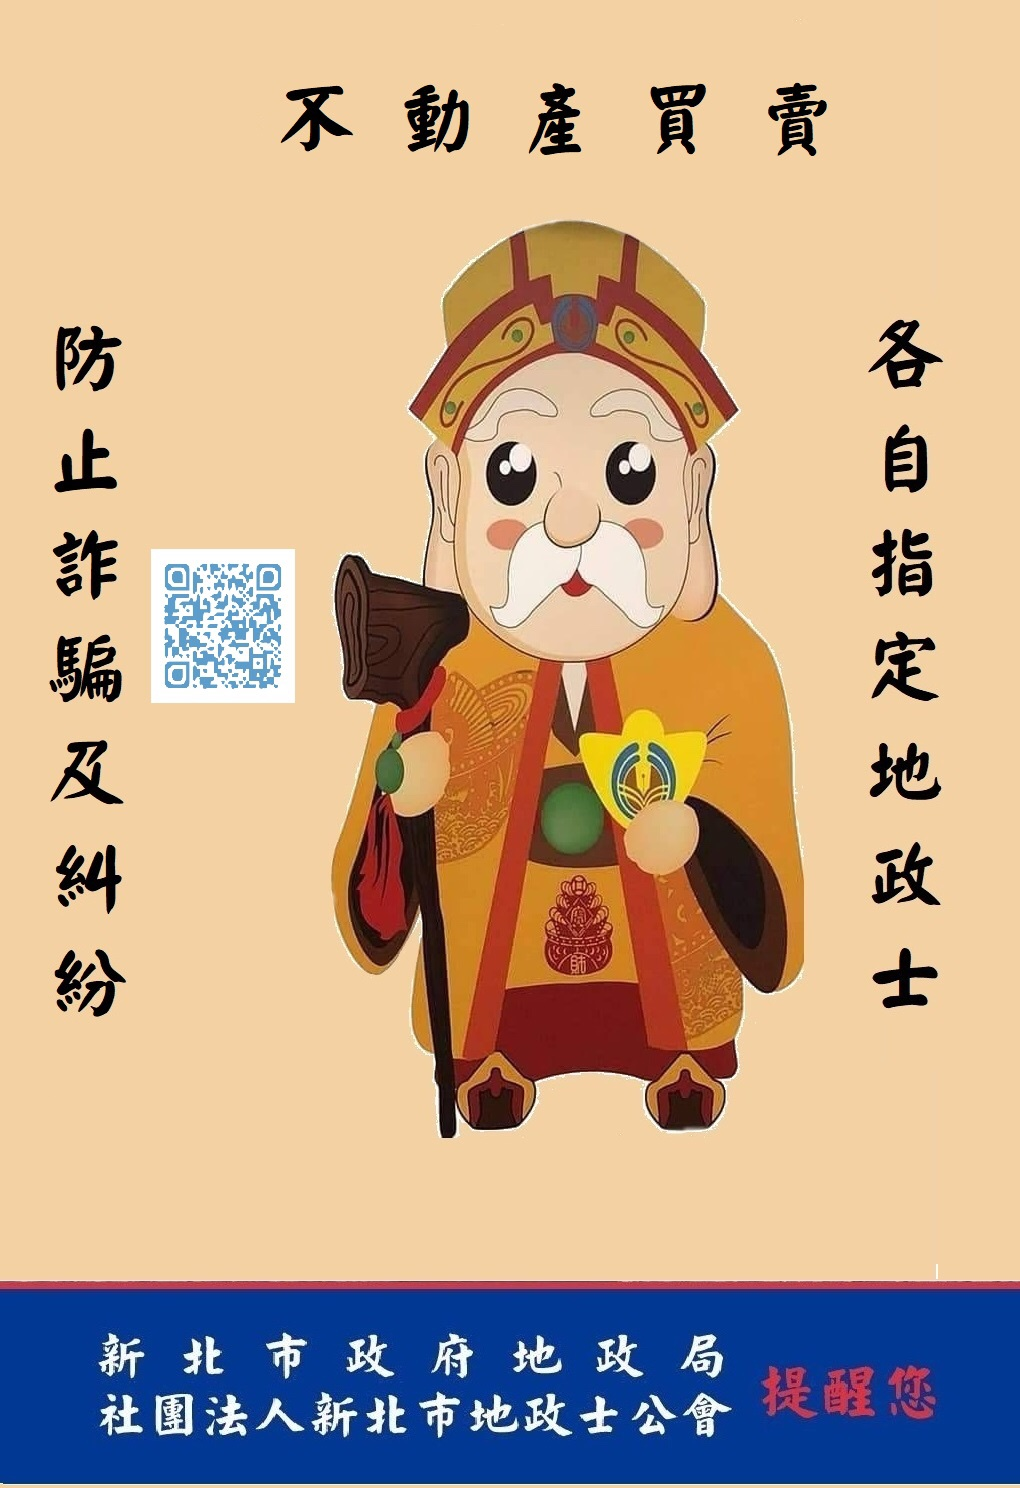 不動產買賣
各自指定地政士
防止詐騙及糾紛
師
新北市政府地政局
社團法人新北市地政士公會
提醒您